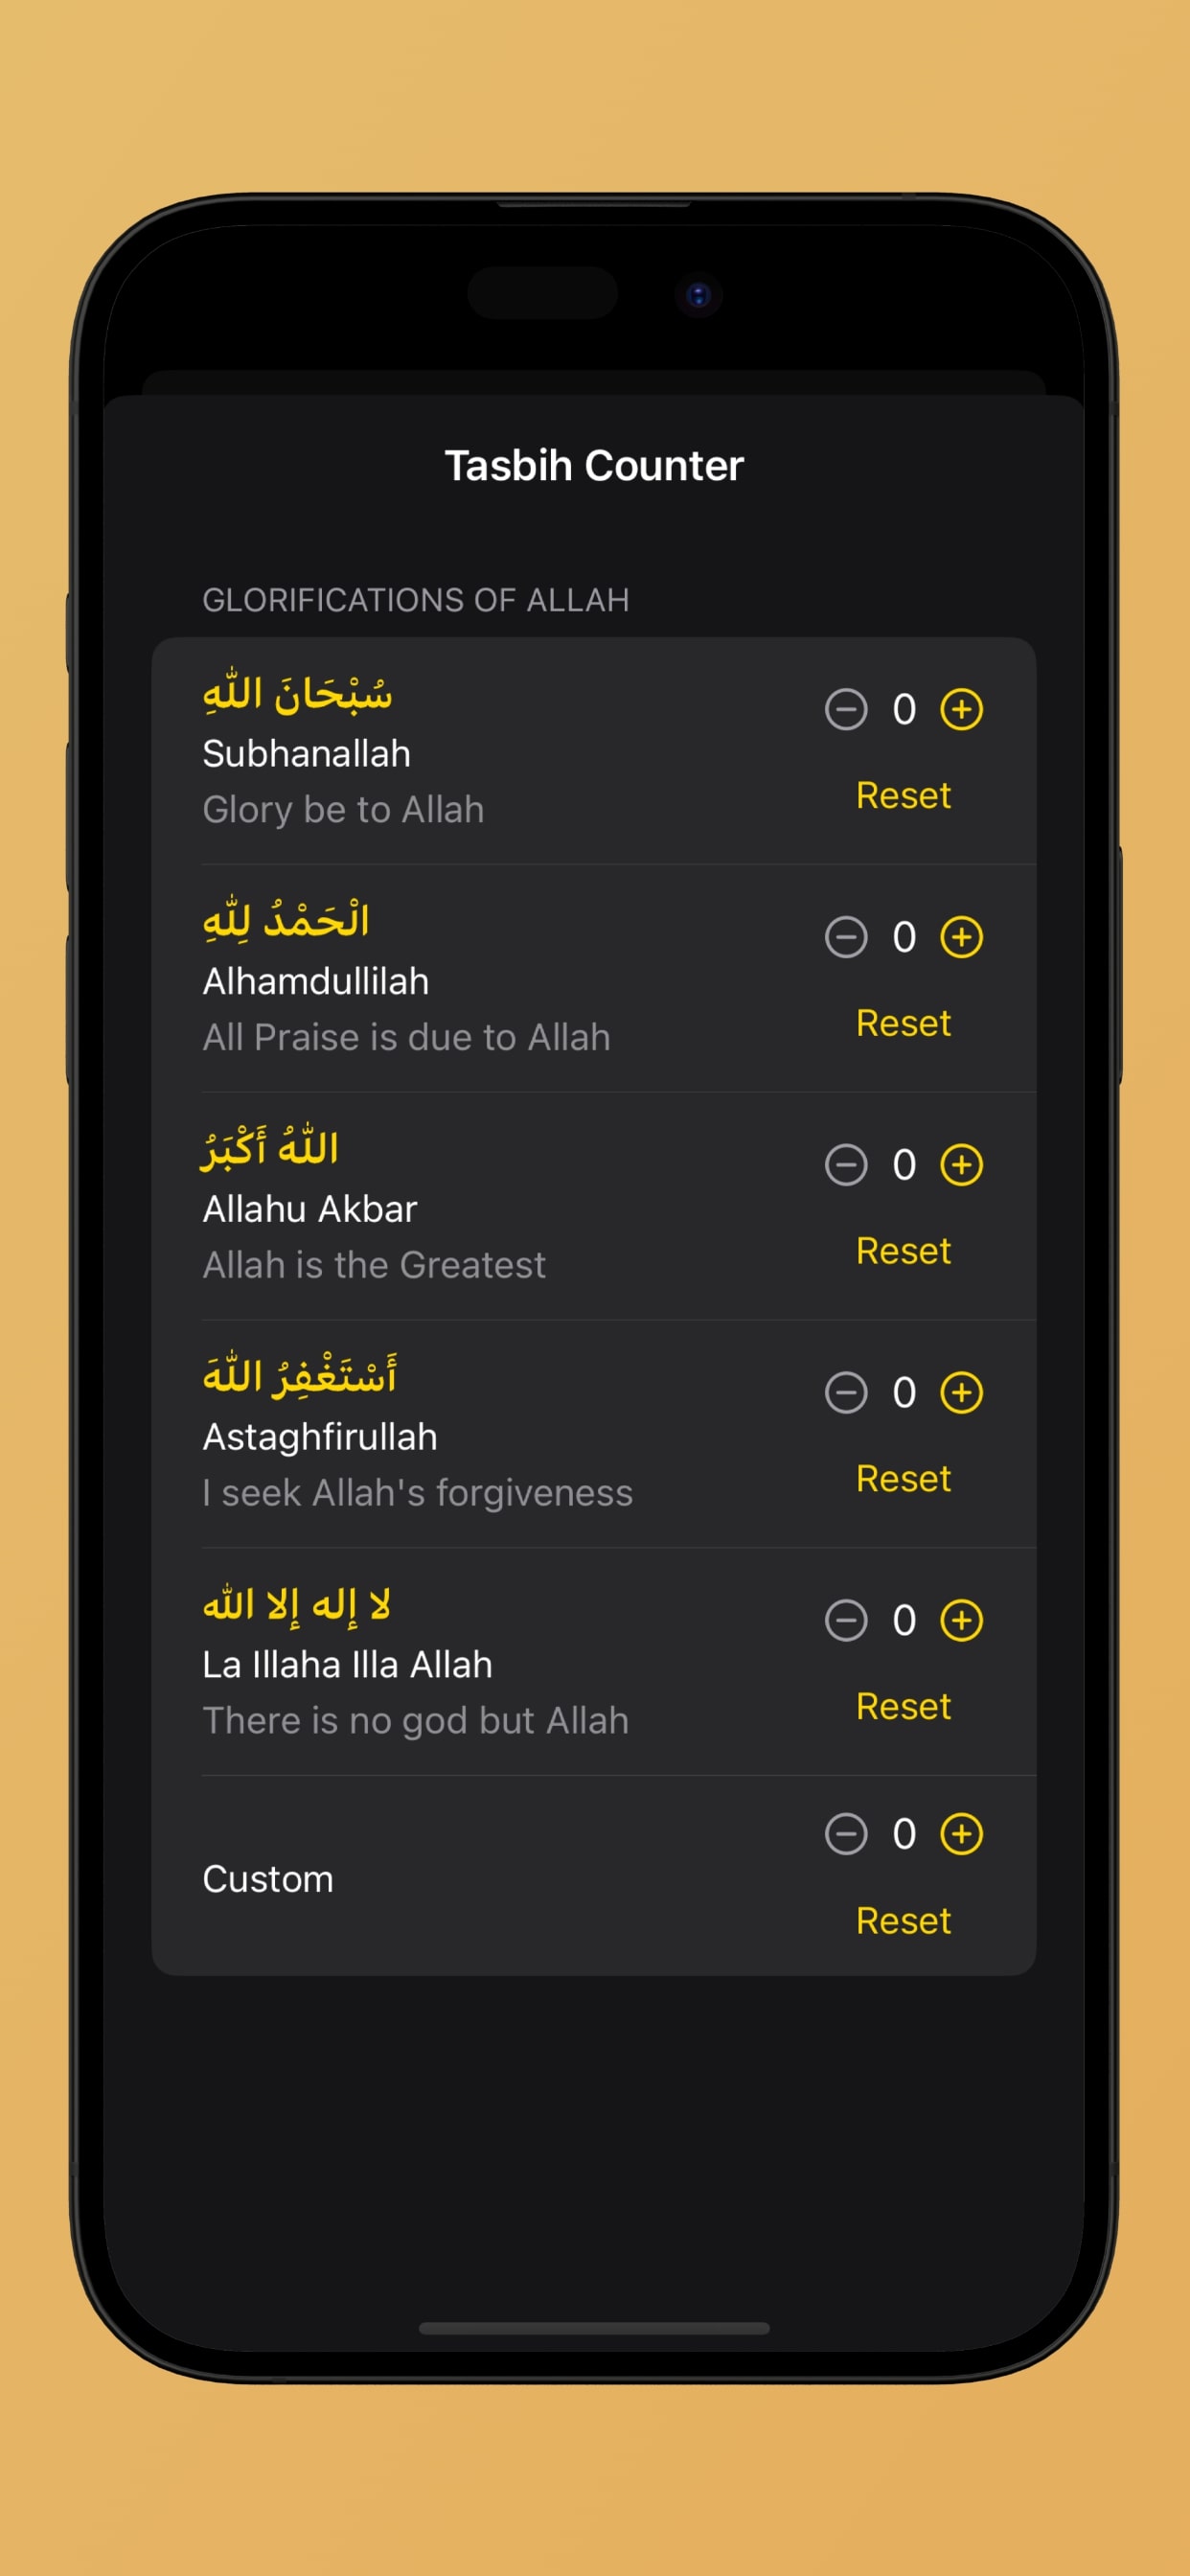 Tasbih Counter
GLORIFICATIONS OF ALLAH
سُبْحَانَ اللّٰهِ
Subhanallah
Glory be to Allah
0
Reset
الْحَمْدُ لِلّٰهِ
Alhamdullilah
All Praise is due to Allah
0
Reset
اللّٰهُ أَكْبَرُ
Allahu Akbar
Allah is the Greatest
0
Reset
أَسْتَغْفِرُ اللّٰهَ
Astaghfirullah
I seek Allah's forgiveness
0
Reset
لا إله إلا الله
La Illaha Illa Allah
There is no god but Allah
0
Reset
Custom
0
Reset